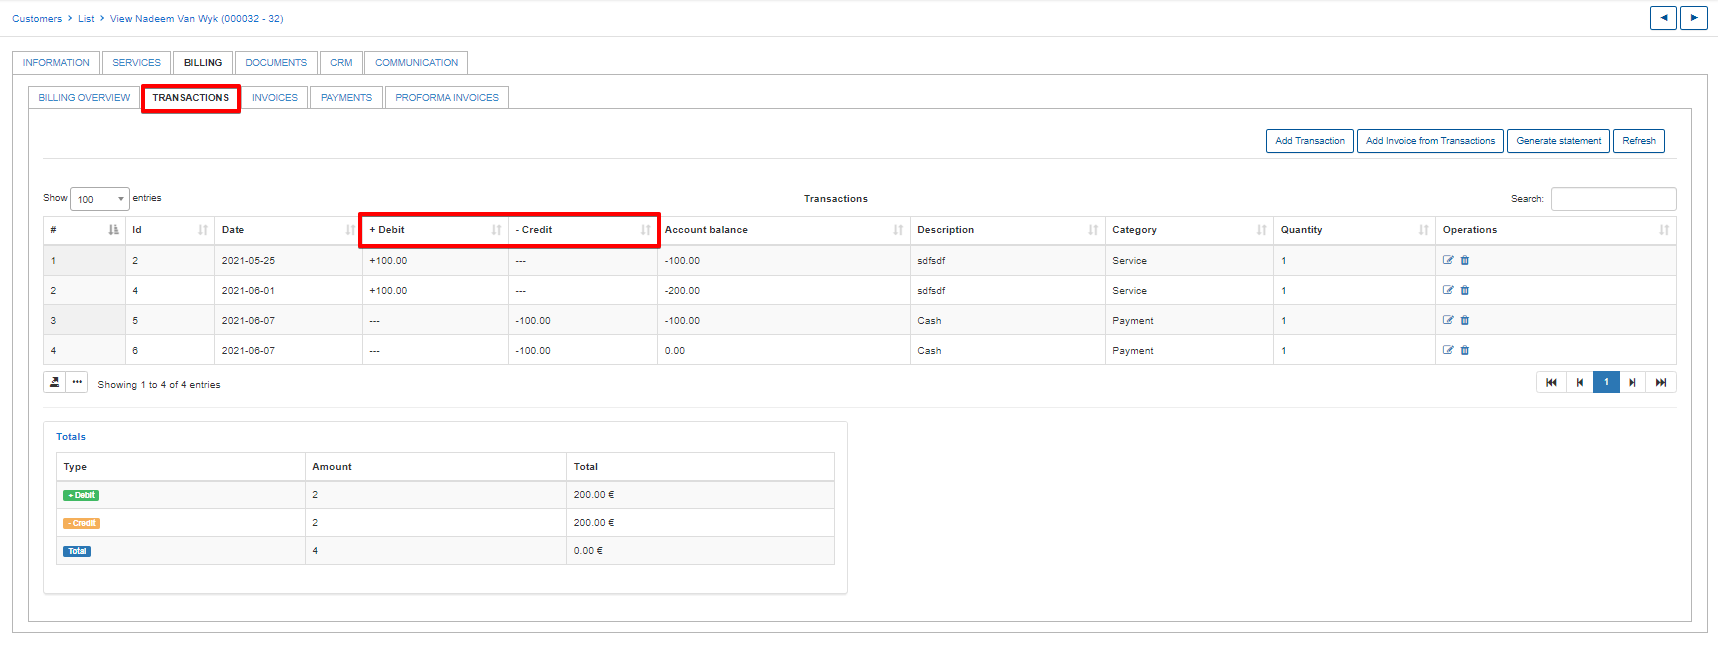 Customers > List > View Nadeem Van Wyk (000032 - 32)
INFORMATION SERVICES BILLING DOCUMENTS CRM COMMUNICATION
BILLING OVERVIEW TRANSACTIONS INVOICES PAYMENTS PROFORMA INVOICES
Add Transaction Add Invoice from Transactions Generate statement Refresh
Show 100 entries Transactions Search:
# Id Date + Debit - Credit Account balance Description Category Quantity Operations
1 2 2021-05-25 +100.00 --- -100.00 sdfsdf Service 1
2 4 2021-06-01 +100.00 --- -200.00 sdfsdf Service 1
3 5 2021-06-07 --- -100.00 -100.00 Cash Payment 1
4 6 2021-06-07 --- -100.00 0.00 Cash Payment 1
Showing 1 to 4 of 4 entries 1
Totals
Type Amount Total
+ Debit 2 200.00 €
- Credit 2 200.00 €
Total 4 0.00 €